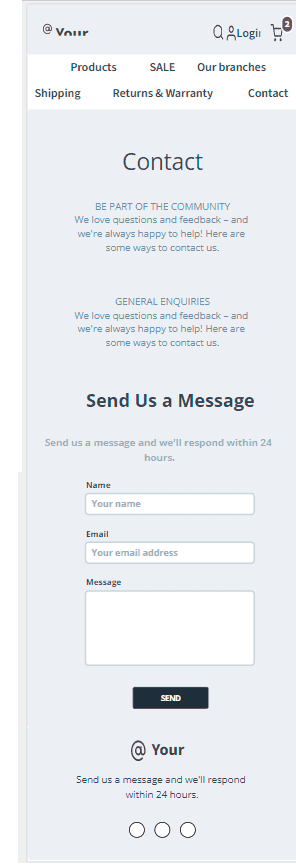 @ Your
Login
2
Products SALE Our branches
Shipping Returns & Warranty Contact
Contact
BE PART OF THE COMMUNITY
We love questions and feedback – and
we're always happy to help! Here are
some ways to contact us.
GENERAL ENQUIRIES
We love questions and feedback – and
we're always happy to help! Here are
some ways to contact us.
Send Us a Message
Send us a message and we'll respond within 24
hours.
Name
Your name
Email
Your email address
Message
SEND
@ Your
Send us a message and we'll respond
within 24 hours.